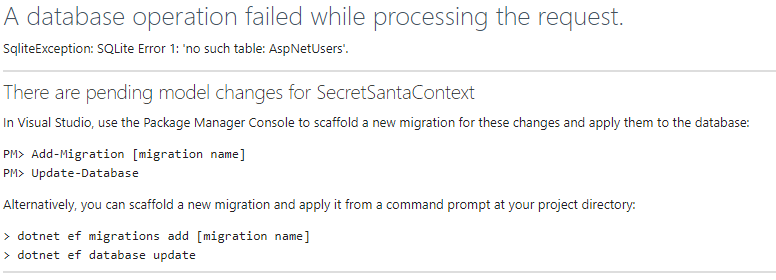 A database operation failed while processing the request.
SqliteException: SQLite Error 1: 'no such table: AspNetUsers'.
There are pending model changes for SecretSantaContext
In Visual Studio, use the Package Manager Console to scaffold a new migration for these changes and apply them to the database:
PM> Add-Migration [migration name]
PM> Update-Database
Alternatively, you can scaffold a new migration and apply it from a command prompt at your project directory:
> dotnet ef migrations add [migration name]
> dotnet ef database update